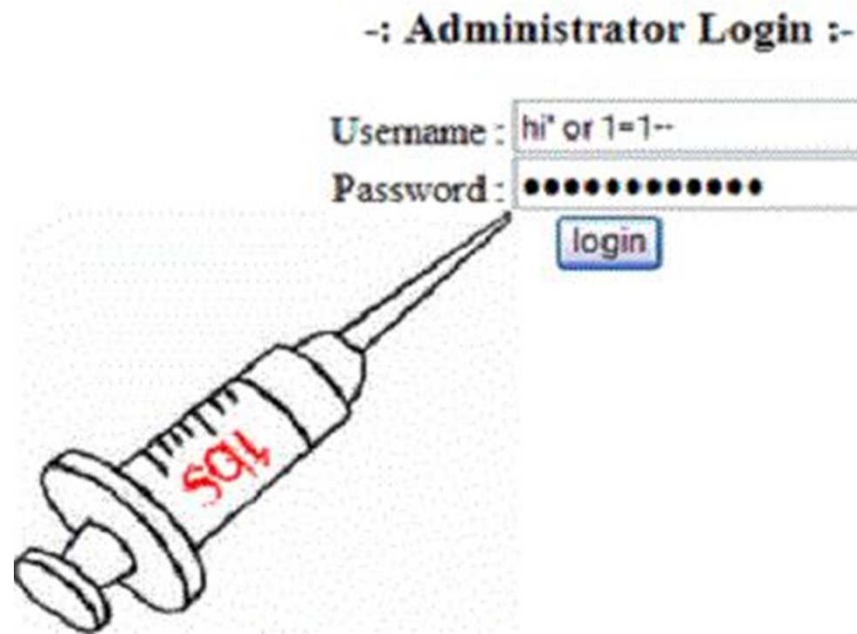 -: Administrator Login :-
Username : hi" or 1=1--
Password : ••••••••••••
login
SQL